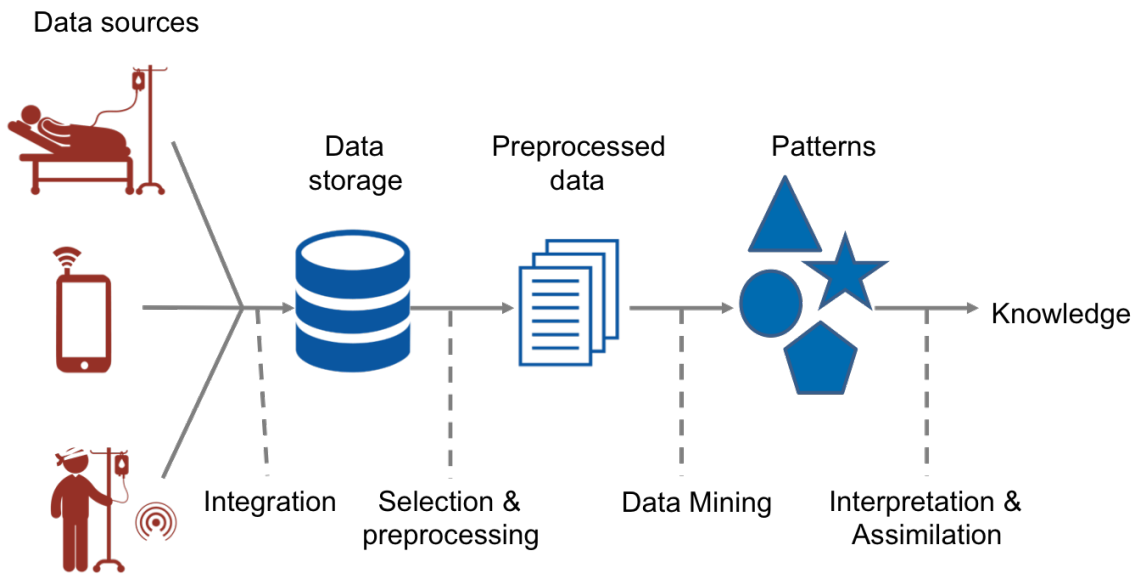 Data sources
Data
storage
Preprocessed
data
Patterns
Knowledge
Integration
Selection &
preprocessing
Data Mining
Interpretation &
Assimilation